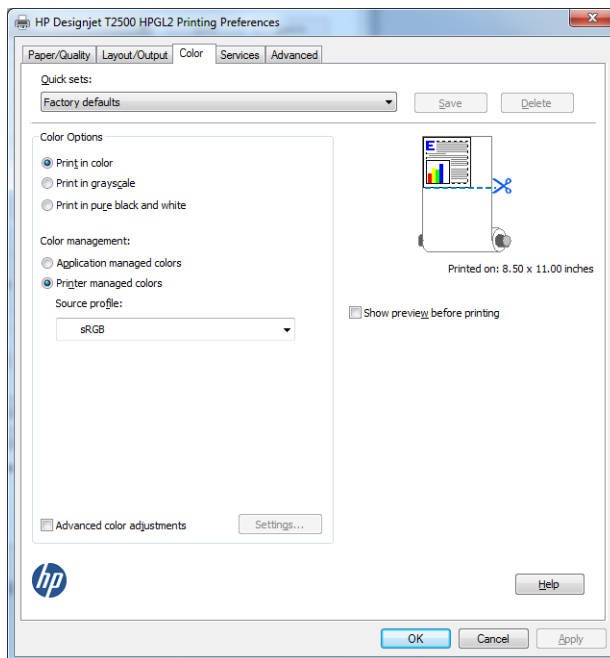 HP Designjet T2500 HPGL2 Printing Preferences
Paper/Quality Layout/Output Color Services Advanced
Quick sets:
Factory defaults
Save Delete
Color Options
Print in color
Print in grayscale
Print in pure black and white
Color management:
Application managed colors
Printer managed colors
Source profile:
sRGB
Advanced color adjustments Settings...
E
Printed on: 8.50 x 11.00 inches
Show preview before printing
hp
Help
OK Cancel Apply